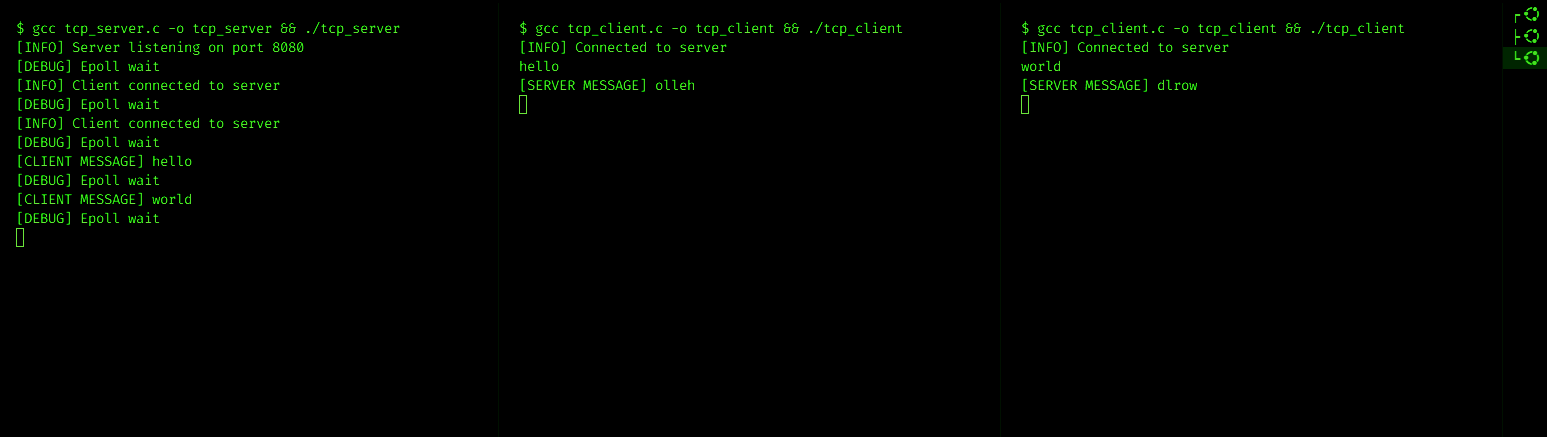 $ gcc tcp_server.c -o tcp_server && ./tcp_server
[INFO] Server listening on port 8080
[DEBUG] Epoll wait
[INFO] Client connected to server
[DEBUG] Epoll wait
[INFO] Client connected to server
[DEBUG] Epoll wait
[CLIENT MESSAGE] hello
[DEBUG] Epoll wait
[CLIENT MESSAGE] world
[DEBUG] Epoll wait
$ gcc tcp_client.c -o tcp_client && ./tcp_client
[INFO] Connected to server
hello
[SERVER MESSAGE] olleh
$ gcc tcp_client.c -o tcp_client && ./tcp_client
[INFO] Connected to server
world
[SERVER MESSAGE] dlrow